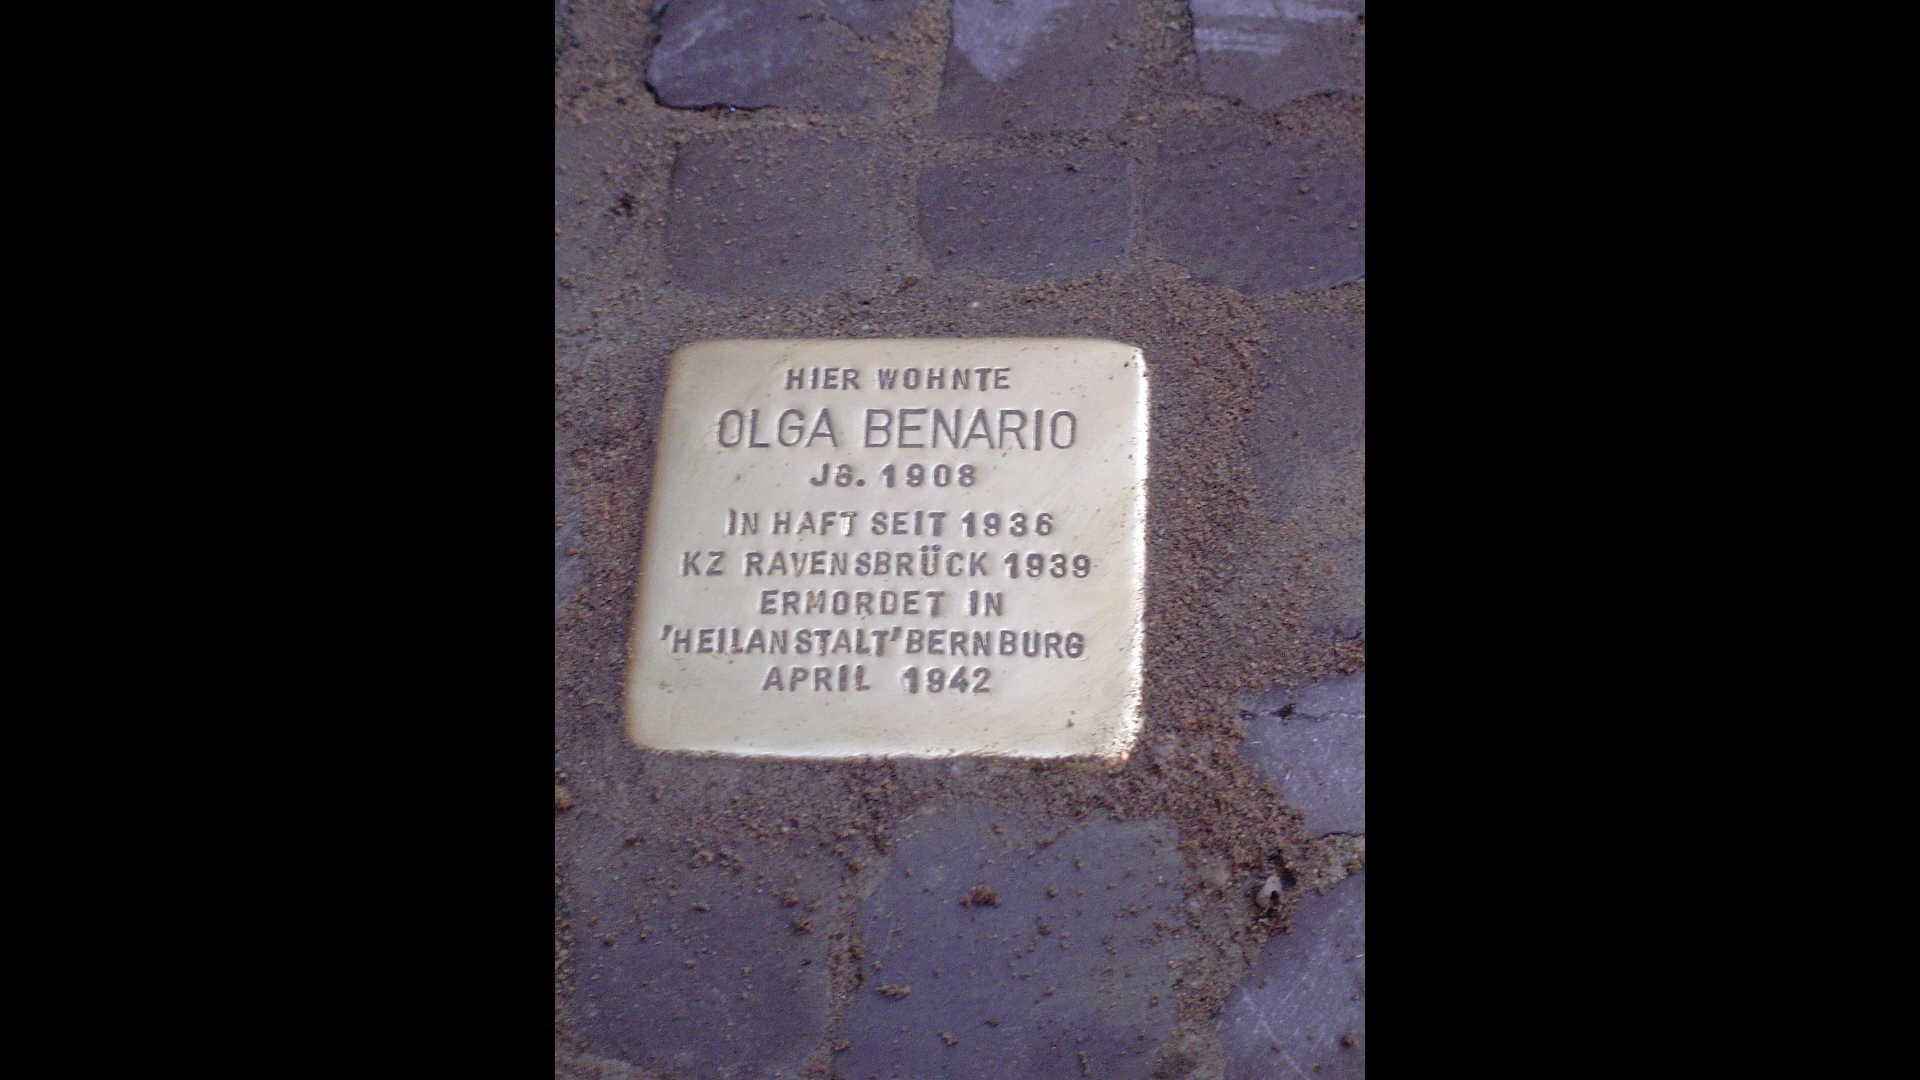 HIER WOHNTE
OLGA BENARIO
JG. 1908
IN HAFT SEIT 1936
KZ RAVENSBRÜCK 1939
ERMORDET IN
'HEILANSTALT' BERNBURG
APRIL 1942